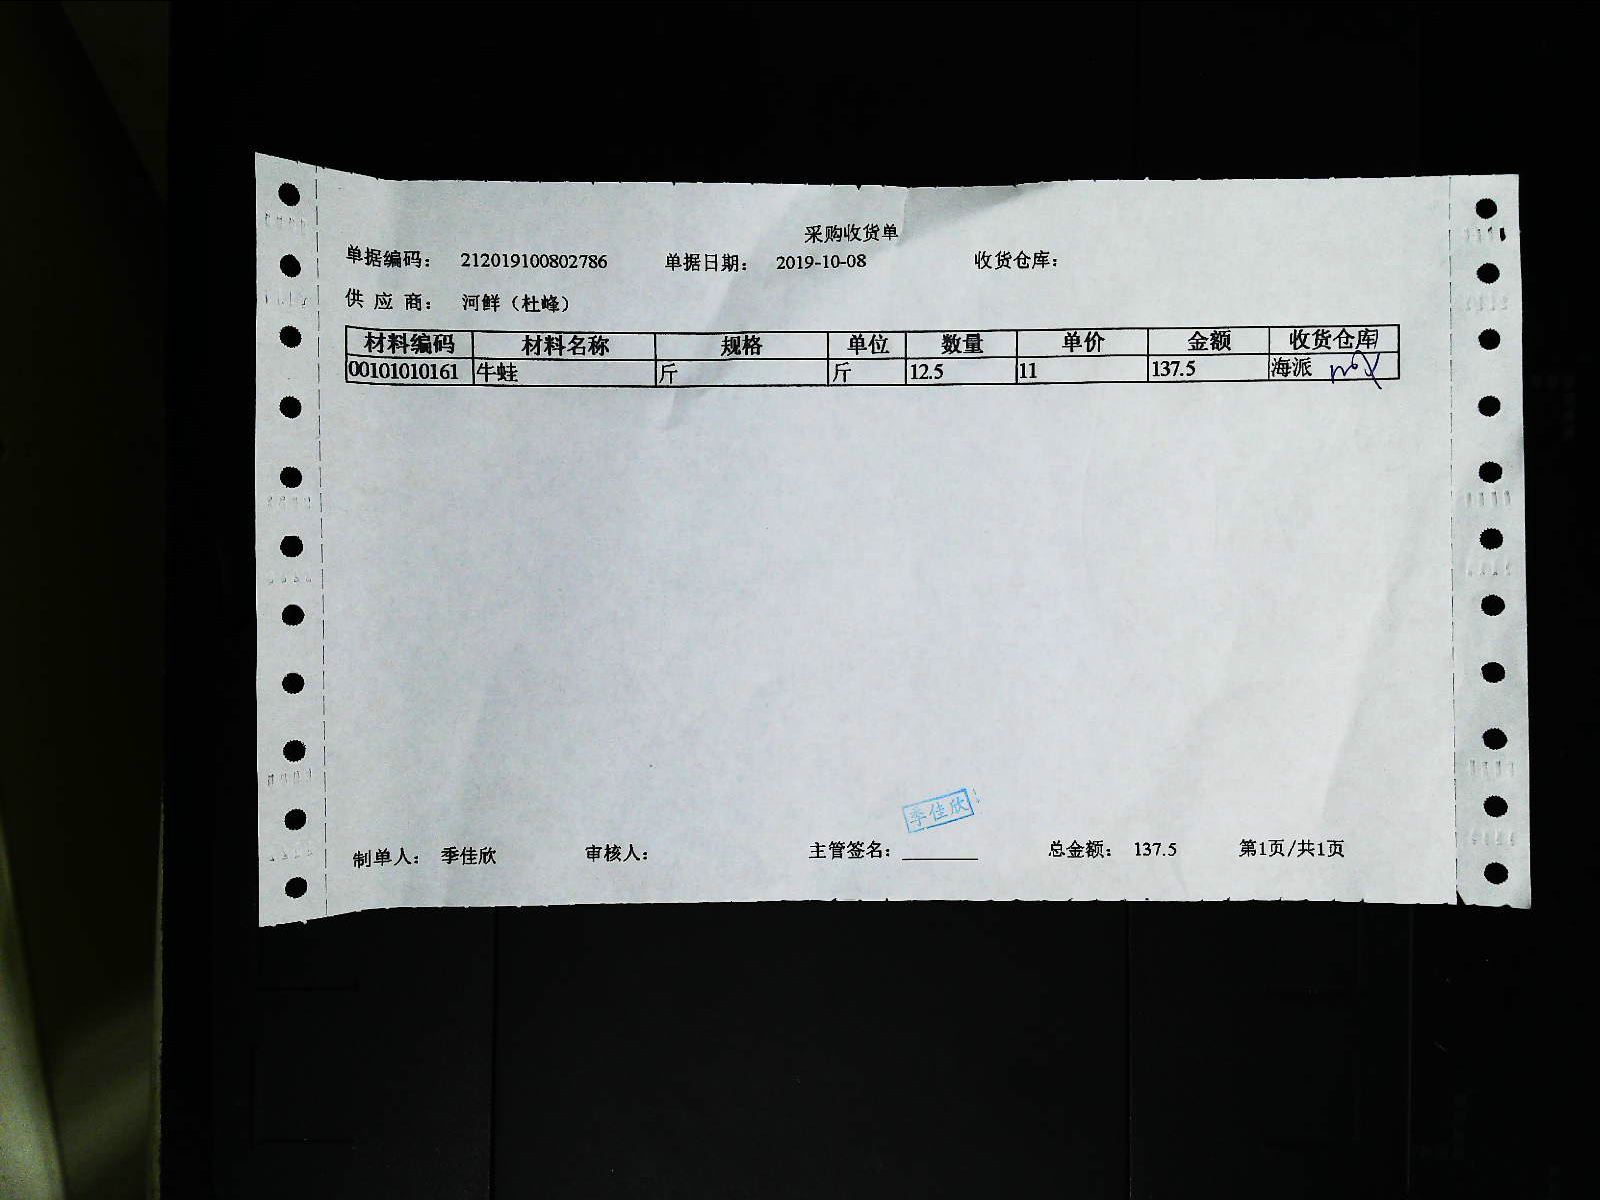 采购收货单
单据编码： 212019100802786 单据日期： 2019-10-08 收货仓库：
供 应 商： 河鲜（杜峰）
材料编码 材料名称 规格 单位 数量 单价 金额 收货仓库
00101010161 牛蛙 斤 斤 12.5 11 137.5 海派
季佳欣
制单人： 季佳欣 审核人： 主管签名： 总金额： 137.5 第1页/共1页